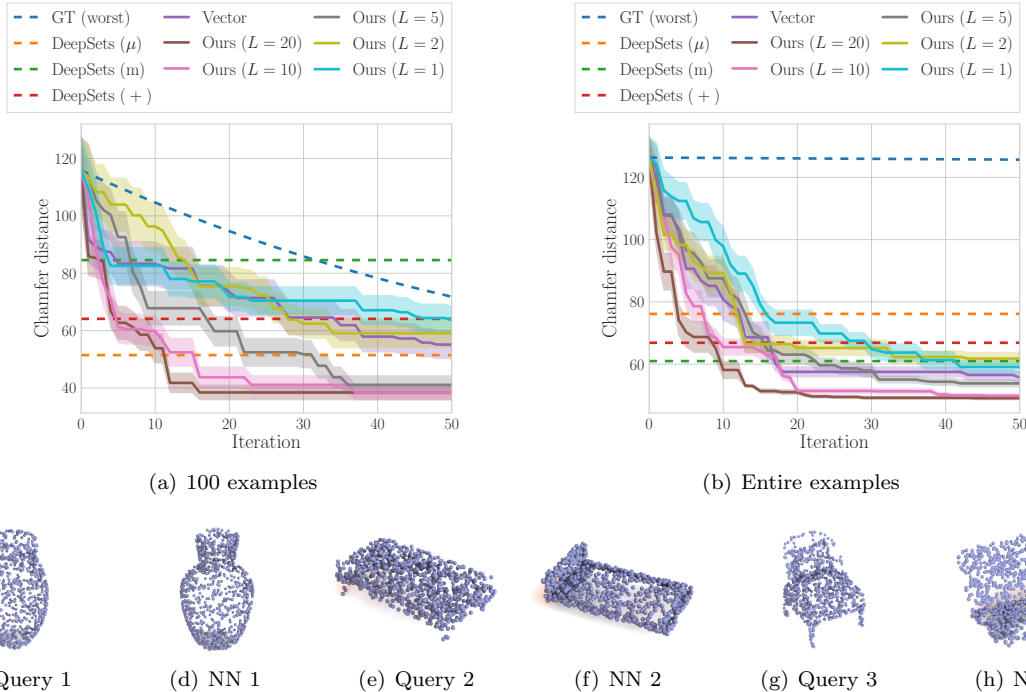 GT (worst) Vector Ours (L = 5)
DeepSets (μ) Ours (L = 20) Ours (L = 2)
DeepSets (m) Ours (L = 10) Ours (L = 1)
DeepSets (+)
120
100
80
60
40
Chamfer distance
0 10 20 30 40 50
Iteration
(a) 100 examples
GT (worst) Vector Ours (L = 5)
DeepSets (μ) Ours (L = 20) Ours (L = 2)
DeepSets (m) Ours (L = 10) Ours (L = 1)
DeepSets (+)
120
100
80
60
Chamfer distance
0 10 20 30 40 50
Iteration
(b) Entire examples
Query 1 (d) NN 1 (e) Query 2 (f) NN 2 (g) Query 3 (h) N